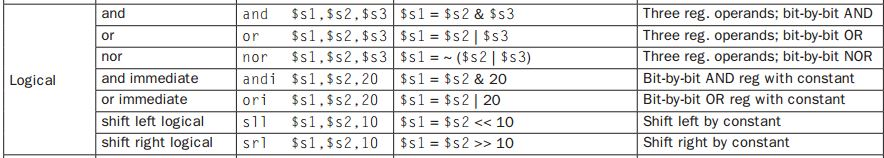 and and $s1,$s2,$s3 $s1 = $s2 & $s3 Three reg. operands; bit-by-bit AND
or or $s1,$s2,$s3 $s1 = $s2 | $s3 Three reg. operands; bit-by-bit OR
nor nor $s1,$s2,$s3 $s1 = ~ ($s2 | $s3) Three reg. operands; bit-by-bit NOR
Logical and immediate andi $s1,$s2,20 $s1 = $s2 & 20 Bit-by-bit AND reg with constant
or immediate ori $s1,$s2,20 $s1 = $s2 | 20 Bit-by-bit OR reg with constant
shift left logical sll $s1,$s2,10 $s1 = $s2 << 10 Shift left by constant
shift right logical srl $s1,$s2,10 $s1 = $s2 >> 10 Shift right by constant